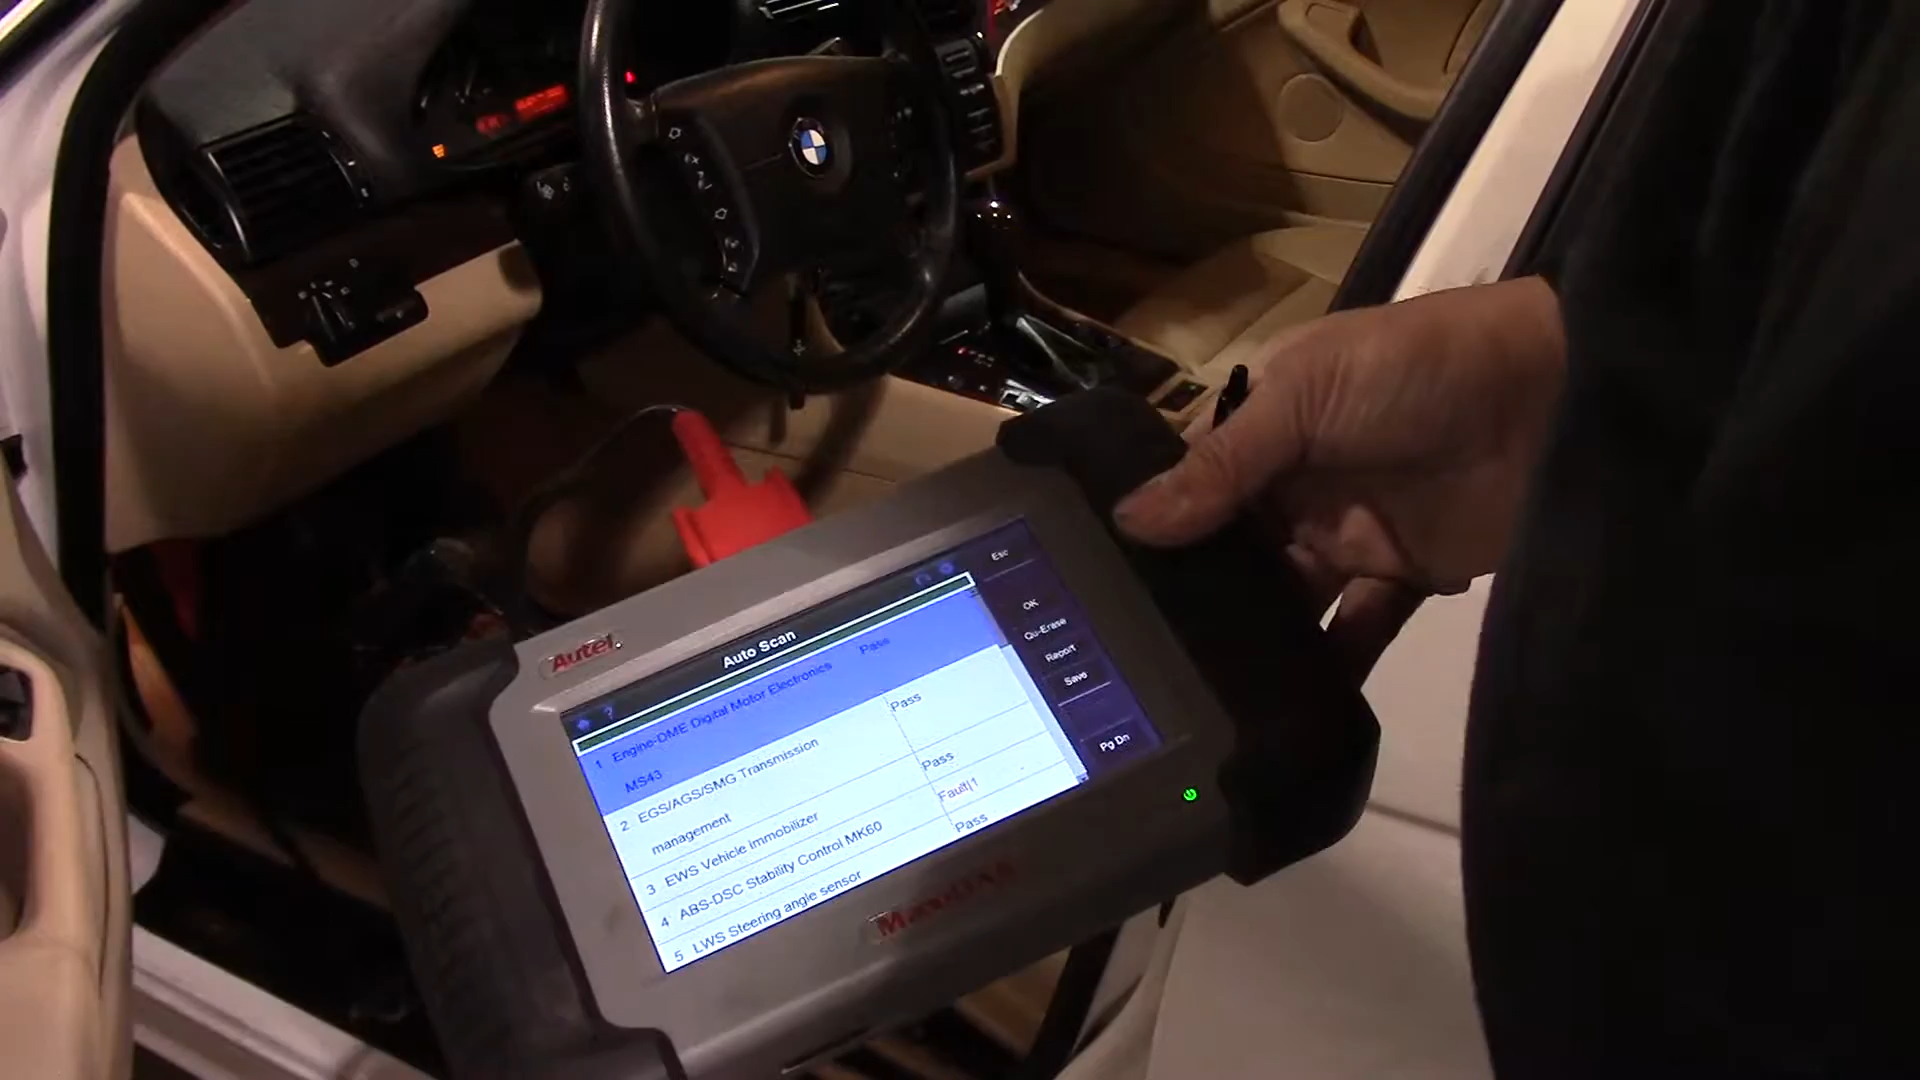 Autel
Auto Scan
Esc
1 Engine-DME Digital Motor Electronics Pass
MS43
2 EGS/AGS/SMG Transmission Pass
management
3 EWS Vehicle immobilizer Pass
4 ABS-DSC Stability Control MK60 Fault|1
5 LWS Steering angle sensor Pass
OK
Qu-Erase
Report
Save
Pg Dn
MaxiDAS